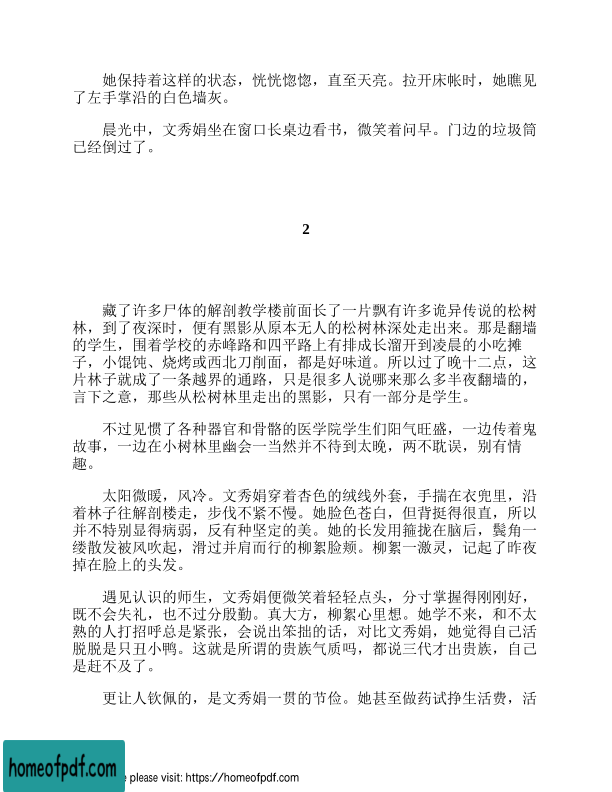 她保持着这样的状态，恍恍惚惚，直至天亮。拉开床帐时，她瞧见
了左手掌沿的白色墙灰。
晨光中，文秀娟坐在窗口长桌边看书，微笑着问早。门边的垃圾筒
已经倒过了。
2
藏了许多尸体的解剖教学楼前面长了一片飘有许多诡异传说的松树
林，到了夜深时，便有黑影从原本无人的松树林深处走出来。那是翻墙
的学生，围着学校的赤峰路和四平路上有排成长溜开到凌晨的小吃摊
子，小馄饨、烧烤或西北刀削面，都是好味道。所以过了晚十二点，这
片林子就成了一条越界的通路，只是很多人说哪来那么多半夜翻墙的，
言下之意，那些从松树林里走出的黑影，只有一部分是学生。
不过见惯了各种器官和骨骼的医学院学生们阳气旺盛，一边传着鬼
故事，一边在小树林里幽会一当然并不待到太晚，两不耽误，别有情
趣。
太阳微暖，风冷。文秀娟穿着杏色的绒线外套，手揣在衣兜里，沿
着林子往解剖楼走，步伐不紧不慢。她脸色苍白，但背挺得很直，所以
并不特别显得病弱，反有种坚定的美。她的长发用箍拢在脑后，鬓角一
缕散发被风吹起，滑过并肩而行的柳絮脸颊。柳絮一激灵，记起了昨夜
掉在脸上的头发。
遇见认识的师生，文秀娟便微笑着轻轻点头，分寸掌握得刚刚好，
既不会失礼，也不过分殷勤。真大方，柳絮心里想。她学不来，和不太
熟的人打招呼总是紧张，会说出笨拙的话，对比文秀娟，她觉得自己活
脱脱是只丑小鸭。这就是所谓的贵族气质吗，都说三代才出贵族，自己
是赶不及了。
更让人钦佩的，是文秀娟一贯的节俭。她甚至做药试挣生活费，活
homeofpdf.com
e please visit: https://homeofpdf.com